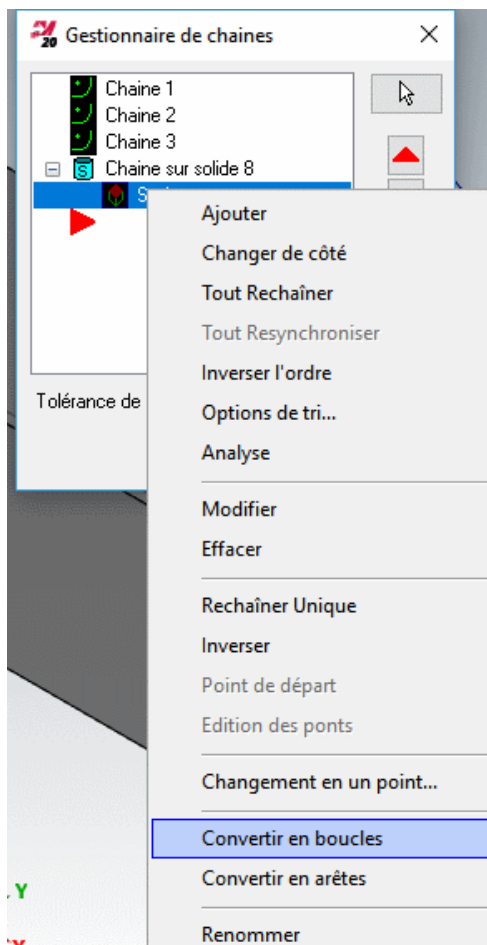 20 Gestionnaire de chaines
Chaine 1
Chaine 2
Chaine 3
S Chaine sur solide 8
Ajouter
Changer de côté
Tout Rechaîner
Tout Resynchroniser
Inverser l'ordre
Options de tri...
Tolérance de
Analyse
Modifier
Effacer
Rechaîner Unique
Inverser
Point de départ
Edition des ponts
Changement en un point...
Convertir en boucles
Convertir en arêtes
Y
Renommer